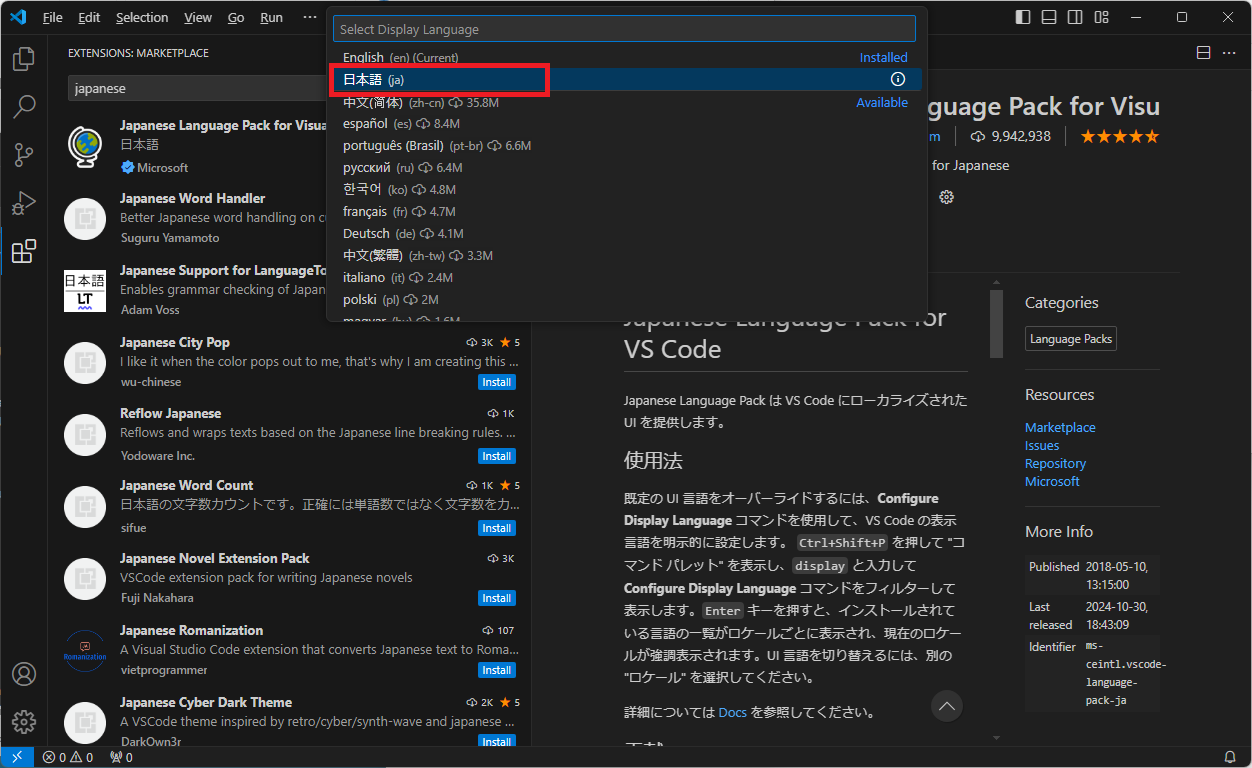 File Edit Selection View Go Run ···
Select Display Language
English (en) (Current) Installed
日本語 (ja)
中文(简体) (zh-cn) 35.8M Available
español (es) 8.4M
português (Brasil) (pt-br) 6.6M
русский (ru) 6.4M
한국어 (ko) 4.8M
français (fr) 4.7M
Deutsch (de) 4.1M
中文(繁體) (zh-tw) 3.3M
italiano (it) 2.4M
polski (pl) 2M
magyar (hu) 1.6M
EXTENSIONS: MARKETPLACE
japanese
Japanese Language Pack for Visua
日本語
Microsoft
Japanese Word Handler
Better Japanese word handling on cu
Suguru Yamamoto
Japanese Support for LanguageTo
Enables grammar checking of Japan
Adam Voss
日本語
LT
Japanese City Pop 3K ★ 5
I like it when the color pops out to me, that's why I am creating this ...
wu-chinese Install
Reflow Japanese 1K
Reflows and wraps texts based on the Japanese line breaking rules. ...
Yodoware Inc. Install
Japanese Word Count 1K ★ 5
日本語の文字数カウントです。正確には単語数ではなく文字数をカ...
sifue Install
Japanese Novel Extension Pack 3K
VSCode extension pack for writing Japanese novels
Fuji Nakahara Install
Japanese Romanization 107
A Visual Studio Code extension that converts Japanese text to Roma...
vietprogrammer Install
Romanization
Japanese Cyber Dark Theme 2K ★ 5
A VSCode theme inspired by retro/cyber/synth-wave and japanese ...
DarkOwn3r Install
guage Pack for Visu
m 9,942,938 ★★★★★
for Japanese
Japanese Language Pack for
VS Code
Japanese Language Pack は VS Code にローカライズされた
UI を提供します。
使用法
既定の UI 言語をオーバーライドするには、Configure
Display Language コマンドを使用して、VS Code の表示
言語を明示的に設定します。 Ctrl+Shift+P を押して "コ
マンド パレット" を表示し、display と入力して
Configure Display Language コマンドをフィルターして
表示します。Enter キーを押すと、インストールされて
いる言語の一覧がロケールごとに表示され、現在のロケー
ルが強調表示されます。UI 言語を切り替えるには、別の
"ロケール" を選択してください。
詳細については Docs を参照してください。
Categories
Language Packs
Resources
Marketplace
Issues
Repository
Microsoft
More Info
Published 2018-05-10,
13:15:00
Last 2024-10-30,
released 18:43:09
Identifier ms-
ceintl.vscode-
language-
pack-ja
0 0 0